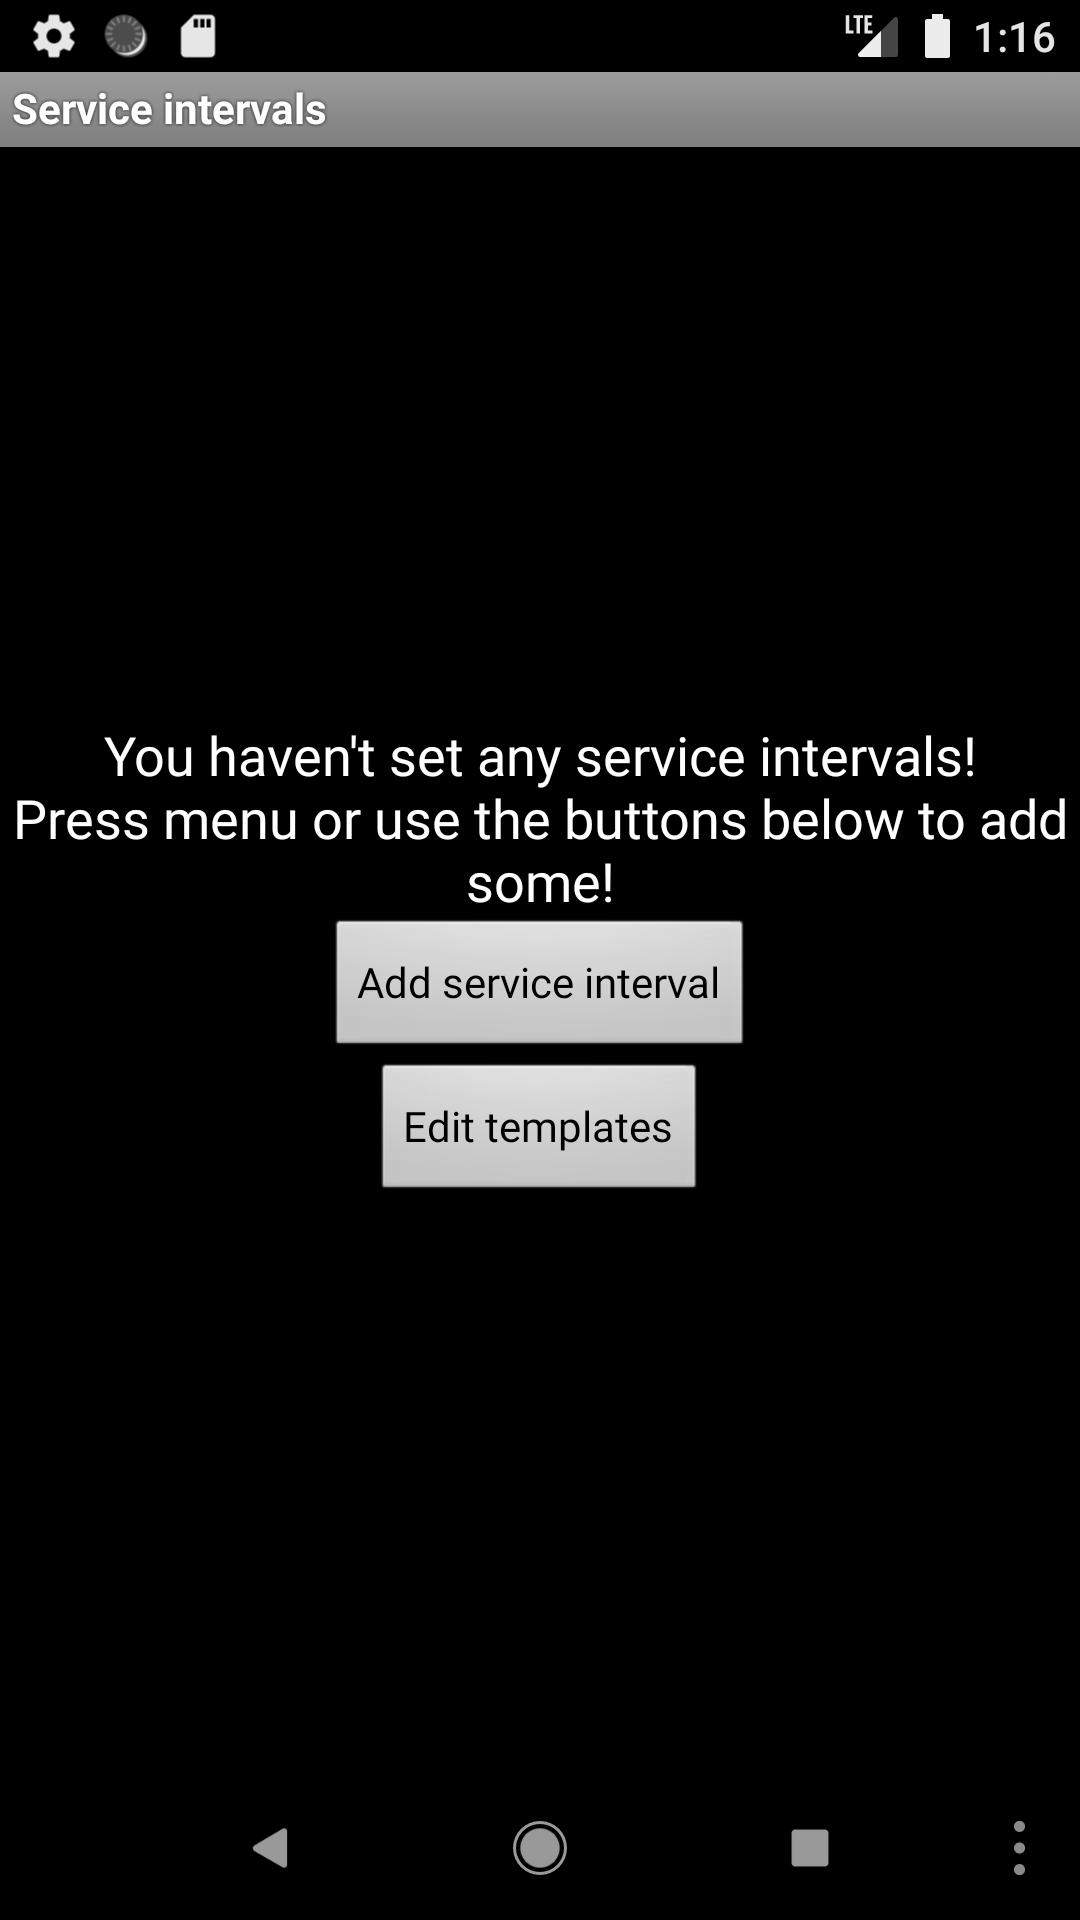 LTE 1:16
Service intervals
You haven't set any service intervals!
Press menu or use the buttons below to add
some!
Add service interval
Edit templates